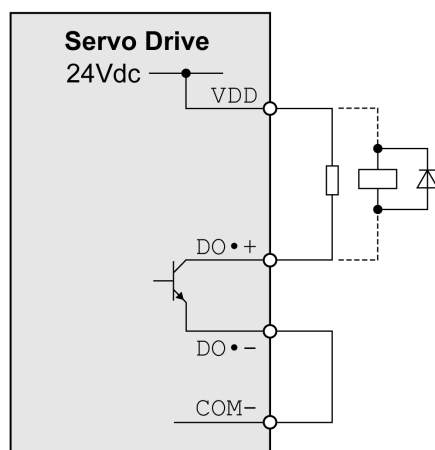 Servo Drive
24Vdc
VDD
DO•+
DO•-
COM-